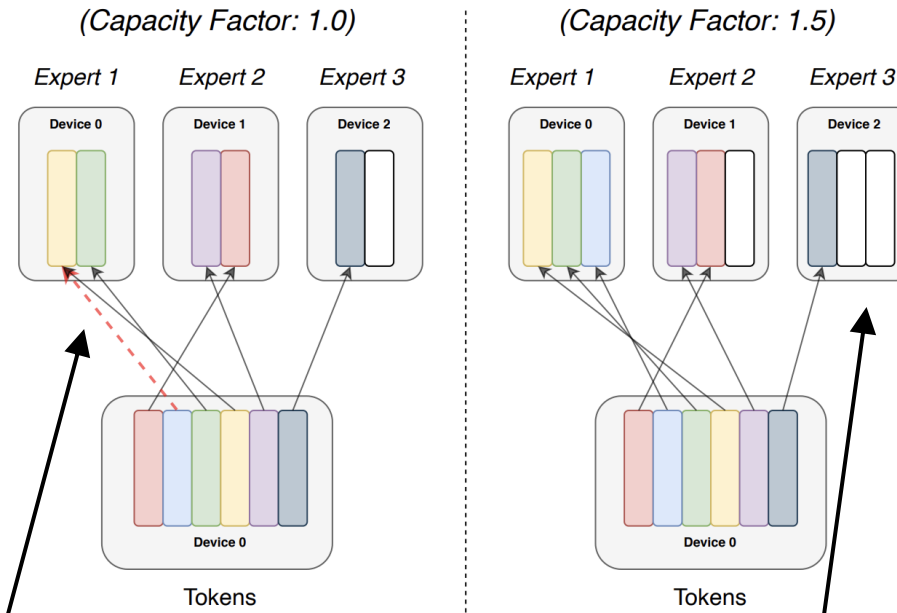 (Capacity Factor: 1.0)
Expert 1 Expert 2 Expert 3
Device 0 Device 1 Device 2
Device 0
Tokens
(Capacity Factor: 1.5)
Expert 1 Expert 2 Expert 3
Device 0 Device 1 Device 2
Device 0
Tokens